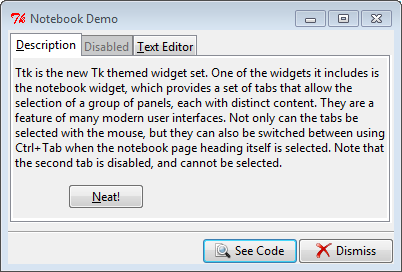 Tk Notebook Demo
Description Disabled Text Editor
Ttk is the new Tk themed widget set. One of the widgets it includes is
the notebook widget, which provides a set of tabs that allow the
selection of a group of panels, each with distinct content. They are a
feature of many modern user interfaces. Not only can the tabs be
selected with the mouse, but they can also be switched between using
Ctrl+Tab when the notebook page heading itself is selected. Note that
the second tab is disabled, and cannot be selected.
Neat!
See Code Dismiss